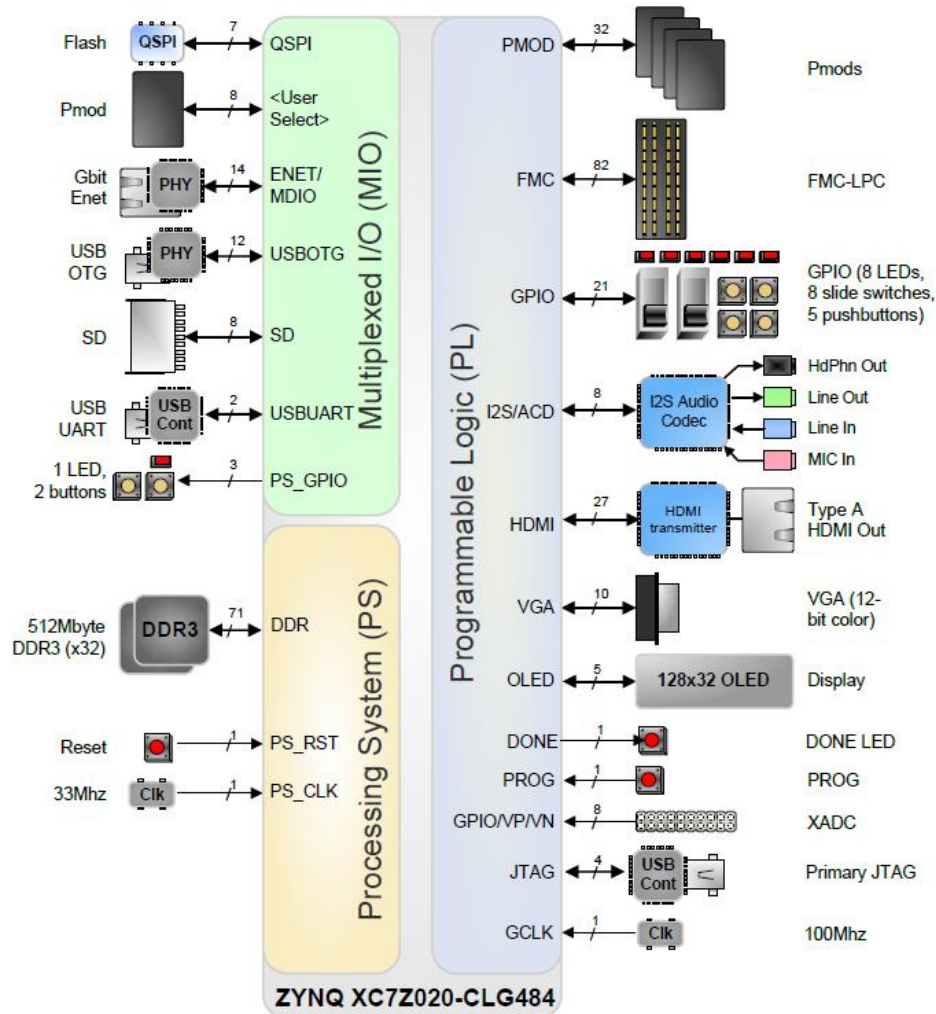 Flash
QSPI
7
QSPI
Pmod
8
<User
Select>
Gbit
Enet
PHY
14
ENET/
MDIO
USB
OTG
PHY
12
USBOTG
SD
8
SD
USB
UART
USB
Cont
2
USBUART
1 LED,
2 buttons
3
PS_GPIO
Multiplexed I/O (MIO)
512Mbyte
DDR3 (x32)
DDR3
71
DDR
Reset
1
PS_RST
33Mhz
Clk
1
PS_CLK
Processing System (PS)
Programmable Logic (PL)
PMOD
32
Pmods
FMC
82
FMC-LPC
GPIO
21
GPIO (8 LEDs,
8 slide switches,
5 pushbuttons)
I2S/ACD
8
I2S Audio
Codec
HdPhn Out
Line Out
Line In
MIC In
HDMI
27
HDMI
transmitter
Type A
HDMI Out
VGA
10
VGA (12-
bit color)
OLED
5
128x32 OLED
Display
DONE
1
DONE LED
PROG
1
PROG
GPIO/VP/VN
8
XADC
JTAG
4
USB
Cont
Primary JTAG
GCLK
1
Clk
100Mhz
ZYNQ XC7Z020-CLG484